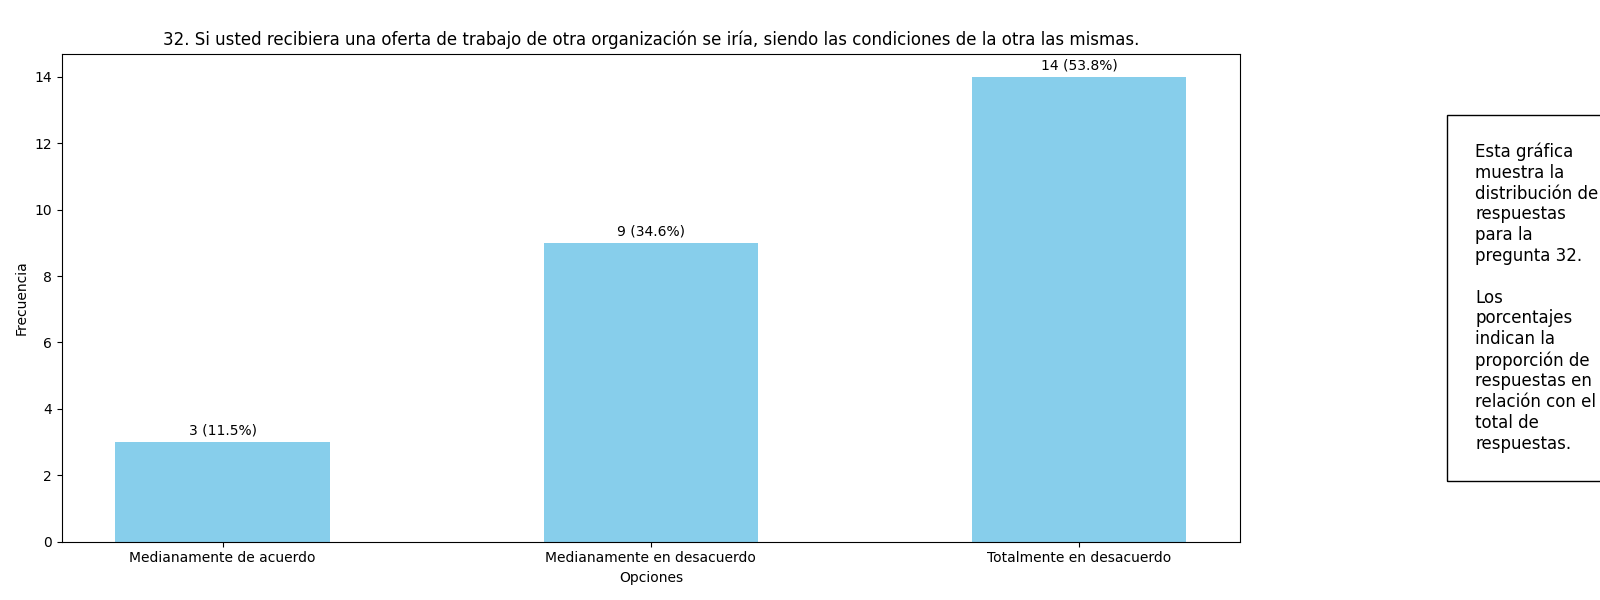 32. Si usted recibiera una oferta de trabajo de otra organización se iría, siendo las condiciones de la otra las mismas.
Frecuencia
14
12
10
8
6
4
2
0
3 (11.5%)
9 (34.6%)
14 (53.8%)
Medianamente de acuerdo
Medianamente en desacuerdo
Totalmente en desacuerdo
Opciones
Esta gráfica
muestra la
distribución de
respuestas
para la
pregunta 32.
Los
porcentajes
indican la
proporción de
respuestas en
relación con el
total de
respuestas.